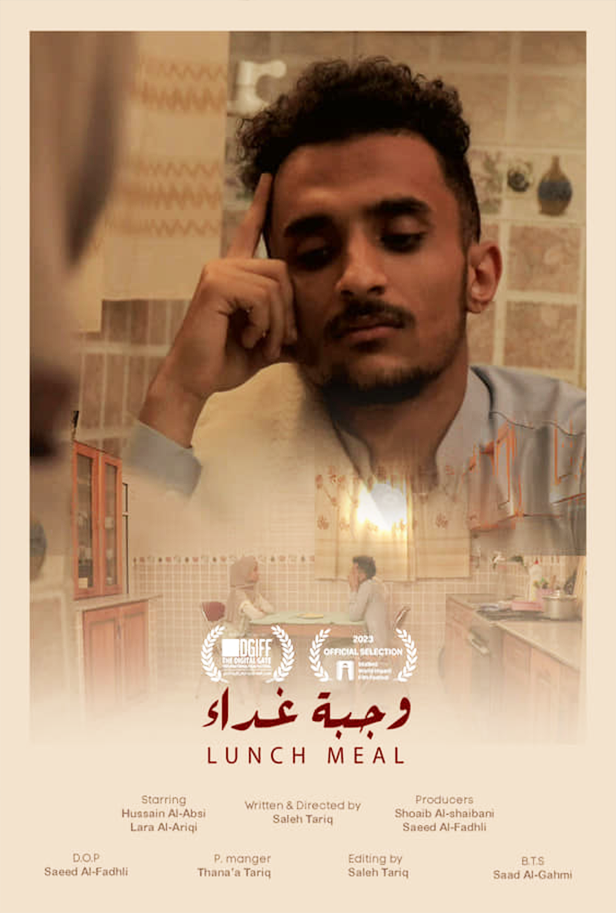 DGIFF
THE DIGITAL GATE
2023
OFFICIAL SELECTION
Film Festival
وجبة غداء
LUNCH MEAL
Starring
Hussain Al-Absi
Lara Al-Ariqi
Written & Directed by
Saleh Tariq
Producers
Shoaib Al-shaibani
Saeed Al-Fadhli
D.O.P
Saeed Al-Fadhli
P. manger
Thana'a Tariq
Editing by
Saleh Tariq
B.T.S
Saad Al-Gahmi